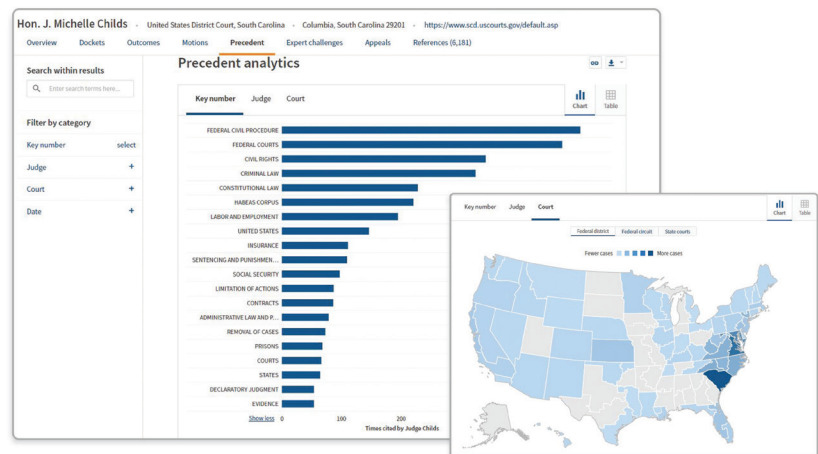 Hon. J. Michelle Childs - United States District Court, South Carolina - Columbia, South Carolina 29201 - https://www.scd.uscourts.gov/default.asp
Overview Dockets Outcomes Motions Precedent Expert challenges Appeals References (6,181)
Search within results
Enter search terms here...
Filter by category
Key number select
Judge +
Court +
Date +
Precedent analytics
Key number Judge Court
Chart Table
FEDERAL CIVIL PROCEDURE
FEDERAL COURTS
CIVIL RIGHTS
CRIMINAL LAW
CONSTITUTIONAL LAW
HABEAS CORPUS
LABOR AND EMPLOYMENT
UNITED STATES
INSURANCE
SENTENCING AND PUNISHMEN...
SOCIAL SECURITY
LIMITATION OF ACTIONS
CONTRACTS
ADMINISTRATIVE LAW AND P...
REMOVAL OF CASES
PRISONS
COURTS
STATES
DECLARATORY JUDGMENT
EVIDENCE
Show less 0 100 200
Times cited by Judge Childs
Key number Judge Court
Chart Table
Federal district Federal circuit State courts
Fewer cases More cases